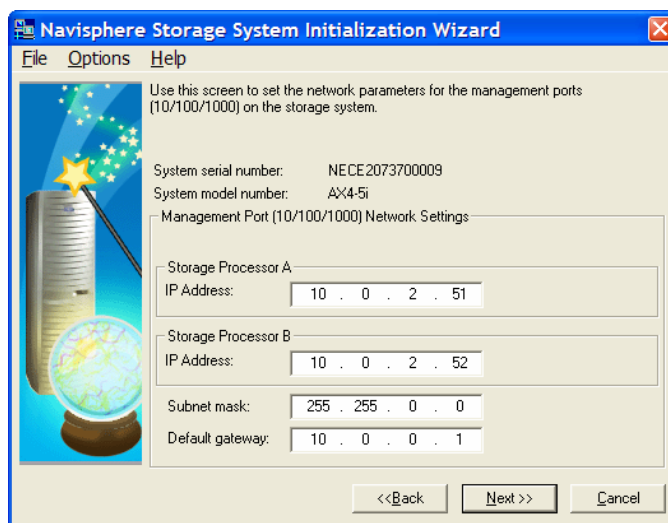 Navisphere Storage System Initialization Wizard
File Options Help
Use this screen to set the network parameters for the management ports
(10/100/1000) on the storage system.
System serial number: NECE2073700009
System model number: AX4-5i
Management Port (10/100/1000) Network Settings
Storage Processor A
IP Address: 10 . 0 . 2 . 51
Storage Processor B
IP Address: 10 . 0 . 2 . 52
Subnet mask: 255 . 255 . 0 . 0
Default gateway: 10 . 0 . 0 . 1
<<Back Next >> Cancel